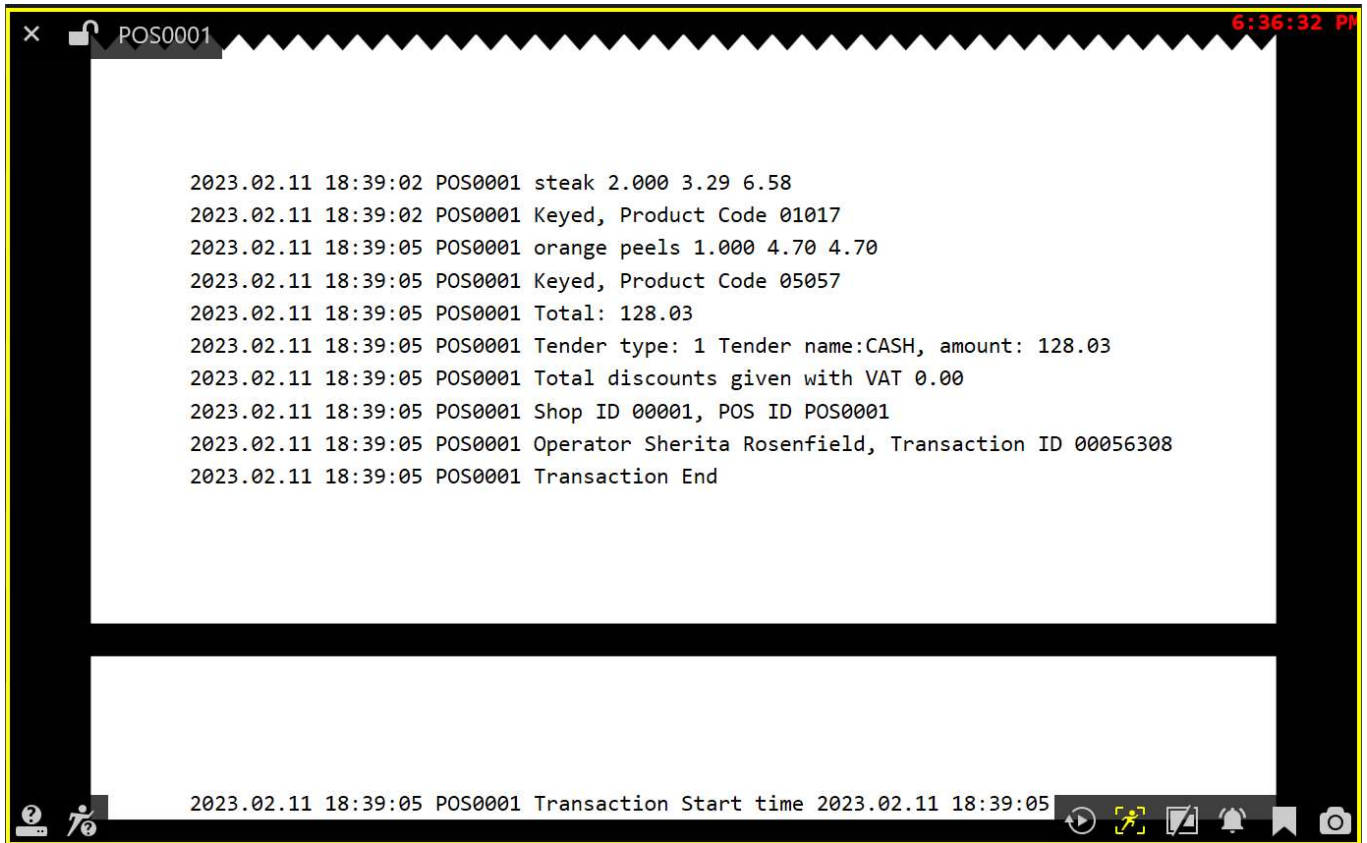 POS0001
6:36:32 PM
2023.02.11 18:39:02 POS0001 steak 2.000 3.29 6.58
2023.02.11 18:39:02 POS0001 Keyed, Product Code 01017
2023.02.11 18:39:05 POS0001 orange peels 1.000 4.70 4.70
2023.02.11 18:39:05 POS0001 Keyed, Product Code 05057
2023.02.11 18:39:05 POS0001 Total: 128.03
2023.02.11 18:39:05 POS0001 Tender type: 1 Tender name:CASH, amount: 128.03
2023.02.11 18:39:05 POS0001 Total discounts given with VAT 0.00
2023.02.11 18:39:05 POS0001 Shop ID 00001, POS ID POS0001
2023.02.11 18:39:05 POS0001 Operator Sherita Rosenfield, Transaction ID 00056308
2023.02.11 18:39:05 POS0001 Transaction End
2023.02.11 18:39:05 POS0001 Transaction Start time 2023.02.11 18:39:05